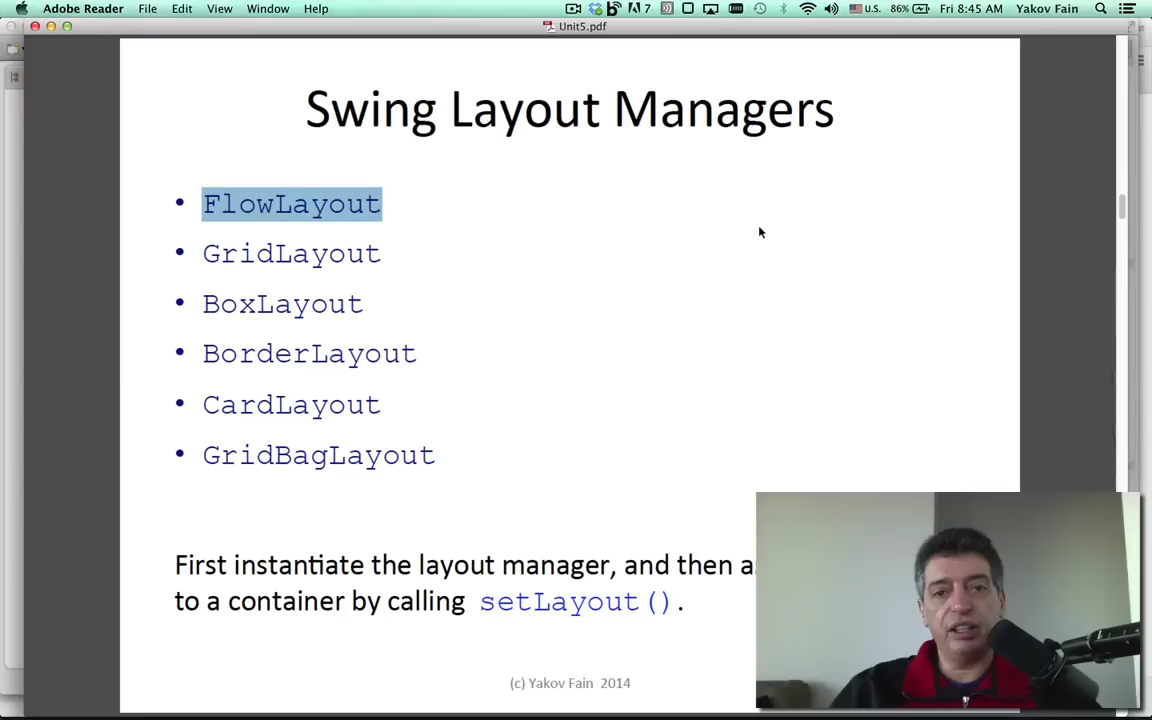 Adobe Reader File Edit View Window Help 7 U.S. 86% Fri 8:45 AM Yakov Fain
Unit5.pdf
Swing Layout Managers
• FlowLayout
• GridLayout
• BoxLayout
• BorderLayout
• CardLayout
• GridBagLayout
First instantiate the layout manager, and then
to a container by calling setLayout().
(c) Yakov Fain 2014